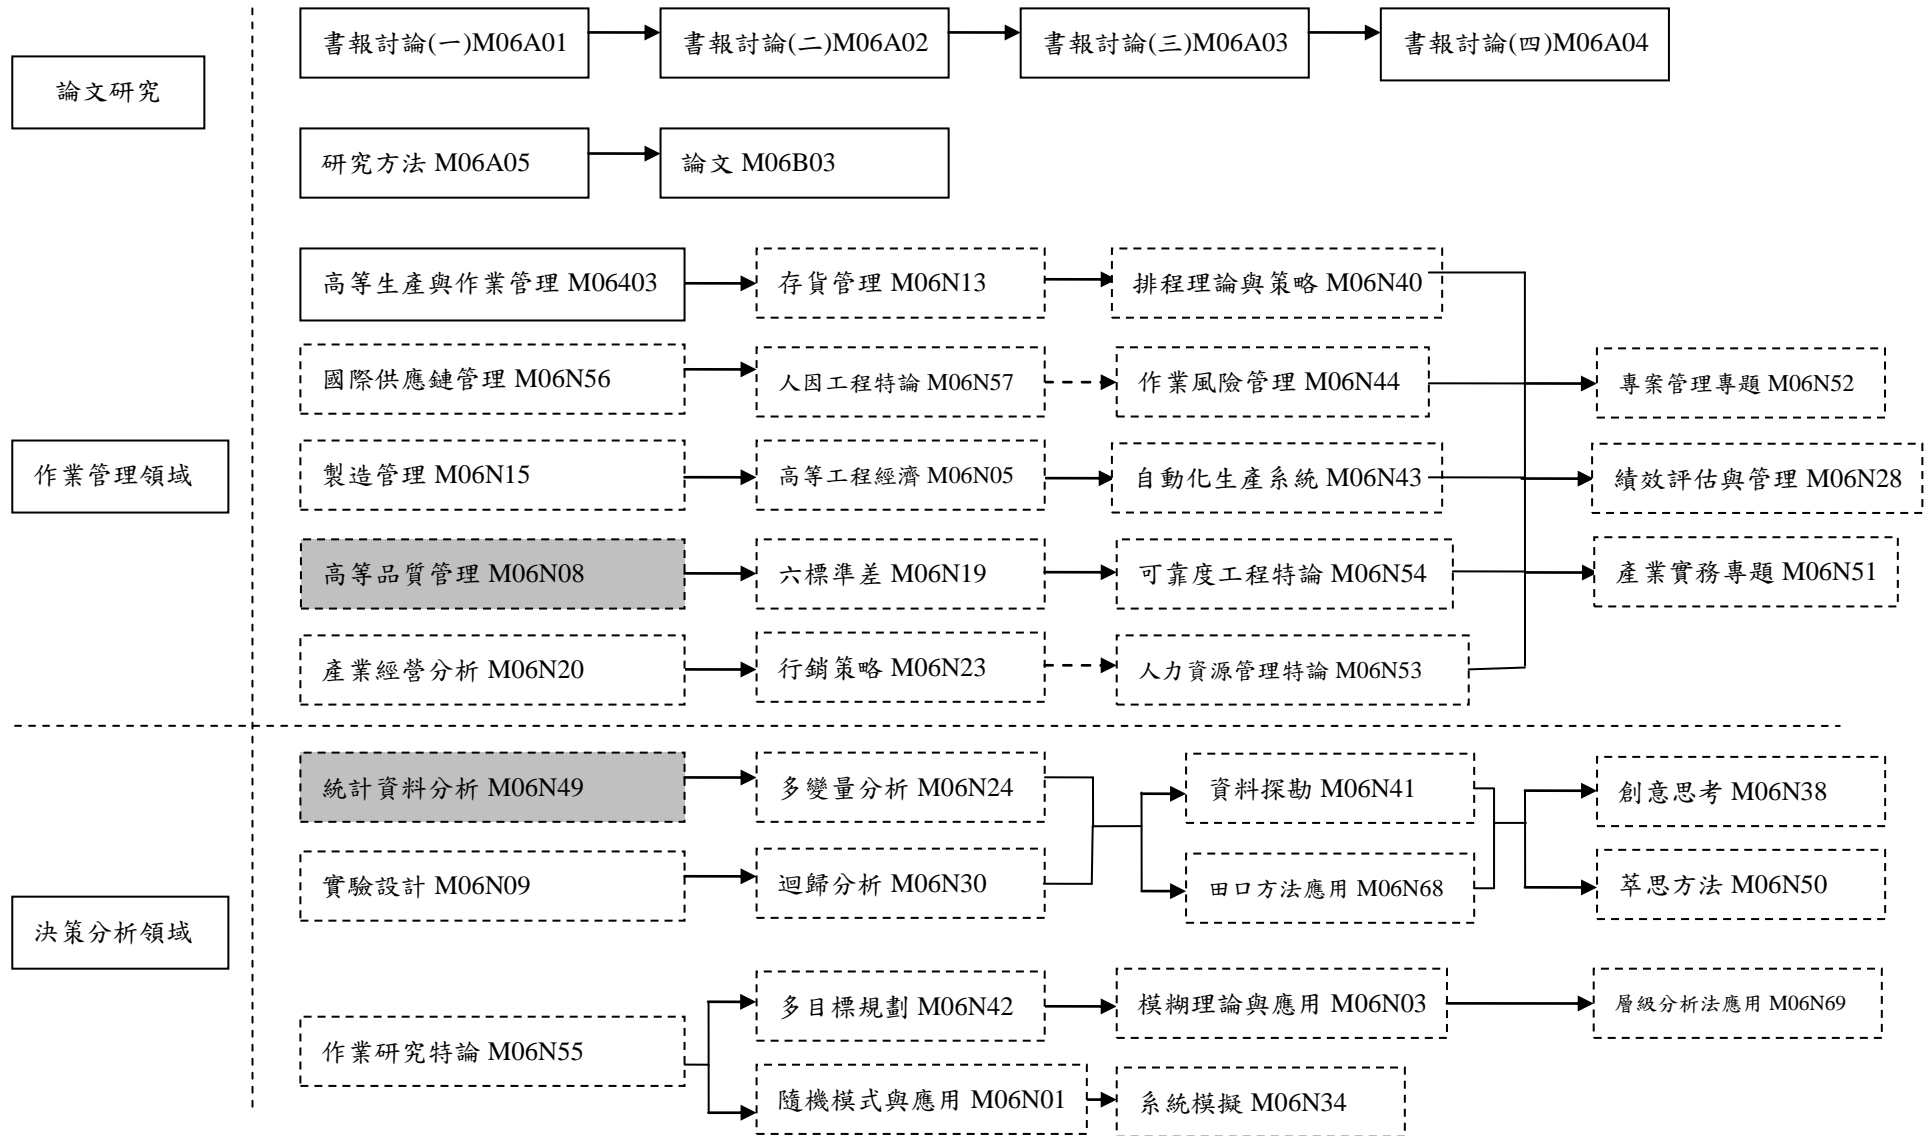 書報討論(一)M06A01
書報討論(二)M06A02
書報討論(三)M06A03
書報討論(四)M06A04
論文研究
研究方法 M06A05
論文 M06B03
高等生產與作業管理 M06403
存貨管理 M06N13
排程理論與策略 M06N40
國際供應鏈管理 M06N56
人因工程特論 M06N57
作業風險管理 M06N44
專案管理專題 M06N52
作業管理領域
製造管理 M06N15
高等工程經濟 M06N05
自動化生產系統 M06N43
績效評估與管理 M06N28
高等品質管理 M06N08
六標準差 M06N19
可靠度工程特論 M06N54
產業實務專題 M06N51
產業經營分析 M06N20
行銷策略 M06N23
人力資源管理特論 M06N53
統計資料分析 M06N49
多變量分析 M06N24
資料探勘 M06N41
創意思考 M06N38
實驗設計 M06N09
迴歸分析 M06N30
田口方法應用 M06N68
萃思方法 M06N50
決策分析領域
多目標規劃 M06N42
模糊理論與應用 M06N03
層級分析法應用 M06N69
作業研究特論 M06N55
隨機模式與應用 M06N01
系統模擬 M06N34